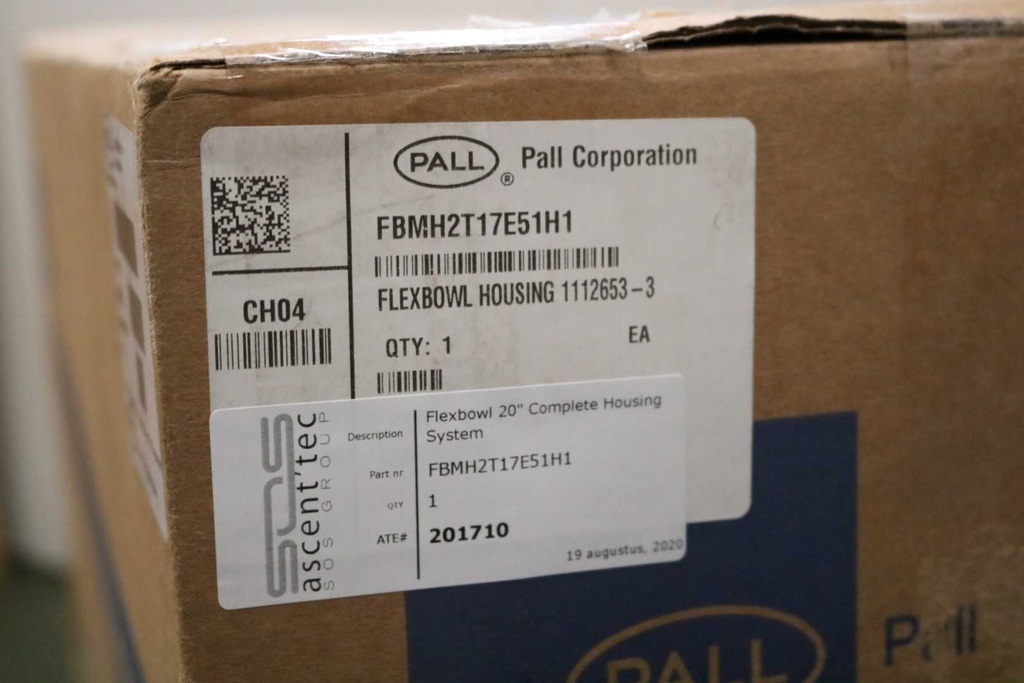 PALL ® Pall Corporation
FBMH2T17E51H1
FLEXBOWL HOUSING 1112653-3
CH04
QTY: 1 EA
ascent'tec
SOS GROUP
Description Flexbowl 20" Complete Housing
System
Part nr FBMH2T17E51H1
QTY 1
ATE# 201710
19 augustus, 2020
PALL
Pall